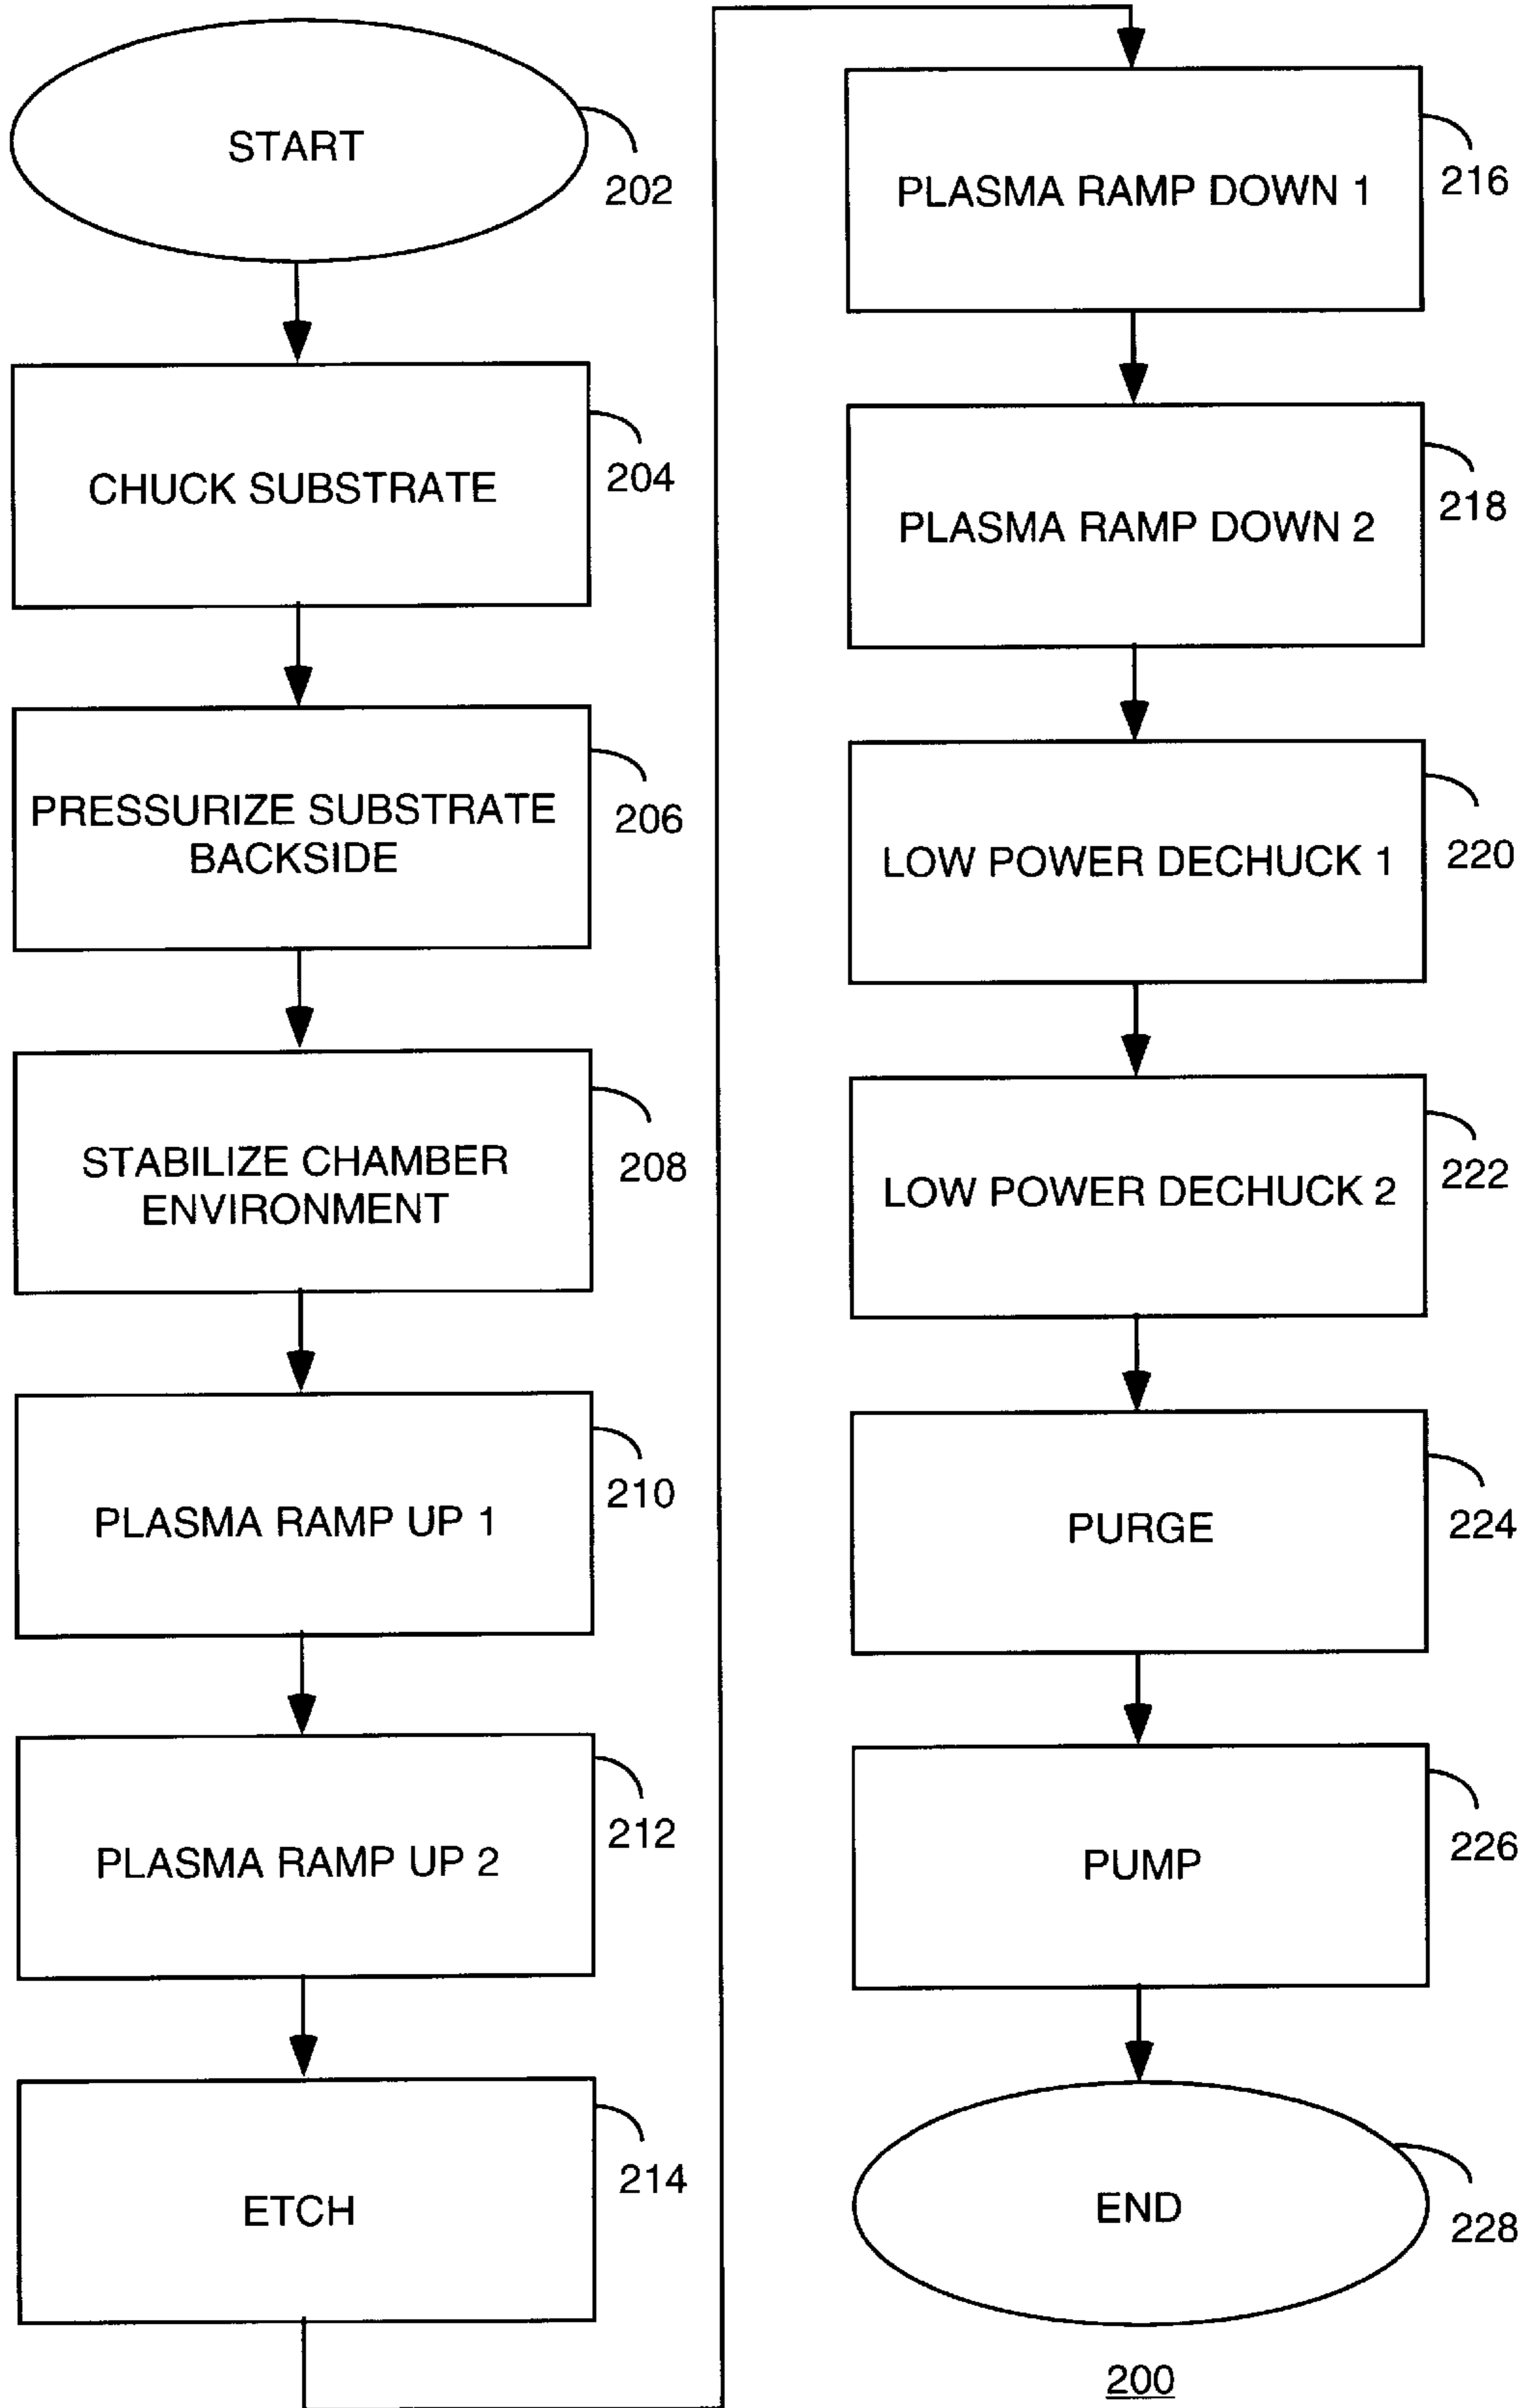 START
202
CHUCK SUBSTRATE
204
PRESSURIZE SUBSTRATE
BACKSIDE
206
STABILIZE CHAMBER
ENVIRONMENT
208
PLASMA RAMP UP 1
210
PLASMA RAMP UP 2
212
ETCH
214
PLASMA RAMP DOWN 1
216
PLASMA RAMP DOWN 2
218
LOW POWER DECHUCK 1
220
LOW POWER DECHUCK 2
222
PURGE
224
PUMP
226
END
228
200